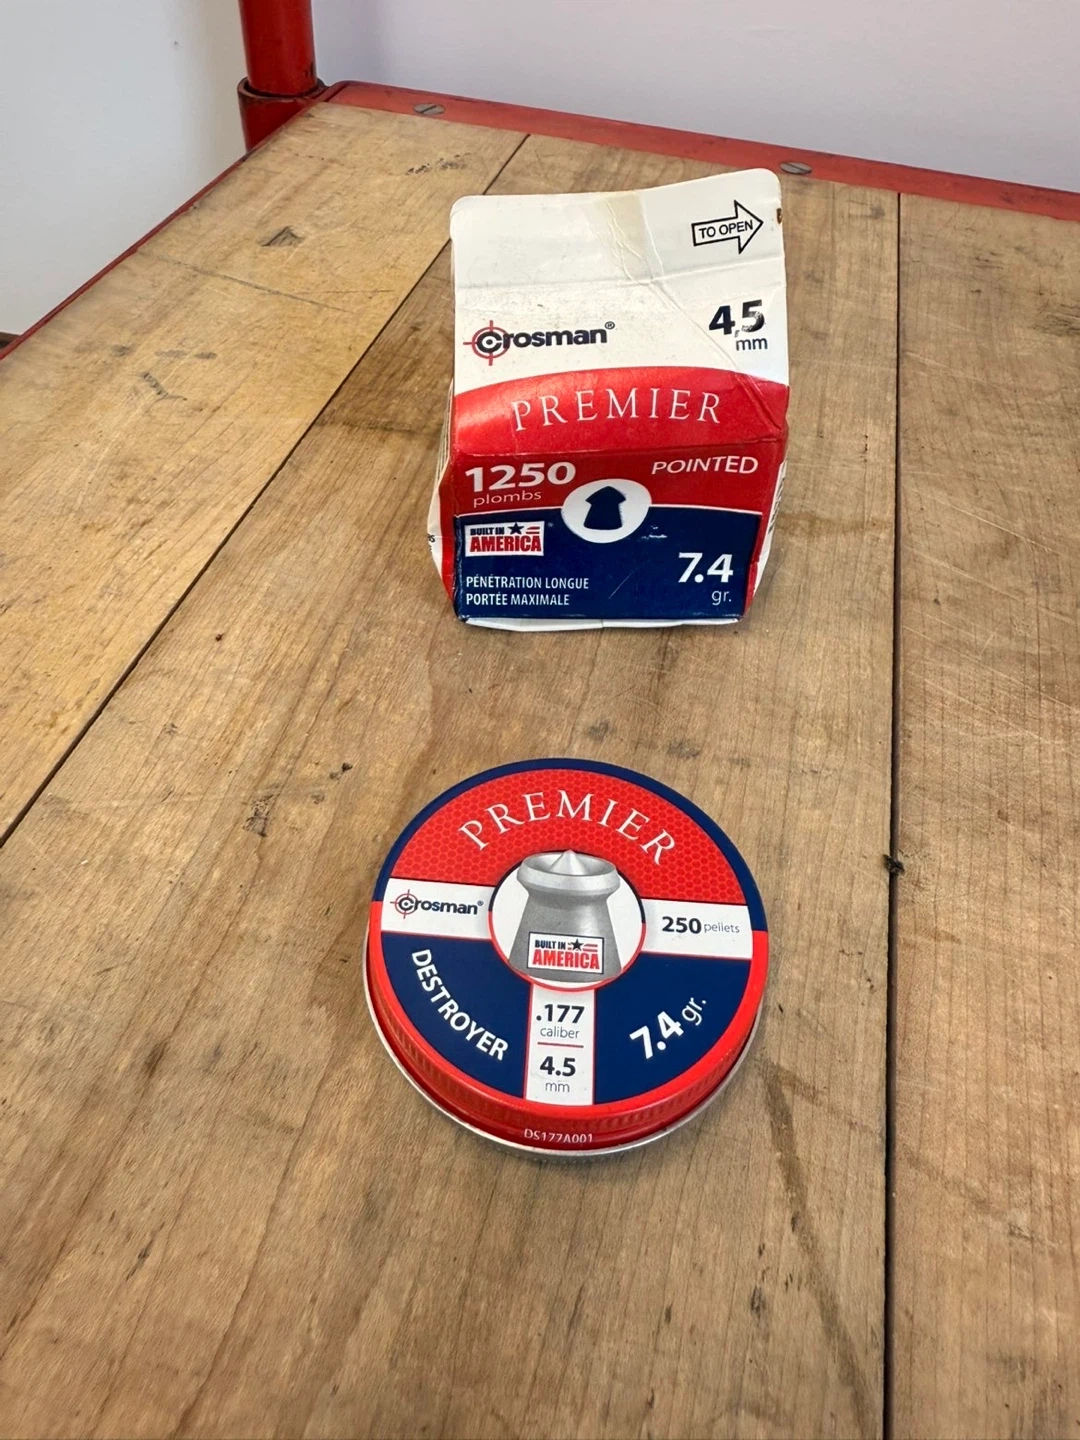 TO OPEN
Crosman®
4,5
mm
PREMIER
1250
plombs
POINTED
BUILT IN
AMERICA
PÉNÉTRATION LONGUE
PORTÉE MAXIMALE
7.4
gr.
PREMIER
Crosman®
250 pellets
BUILT IN
AMERICA
DESTROYER
.177
caliber
4.5
mm
7.4 gr.
DS177A001